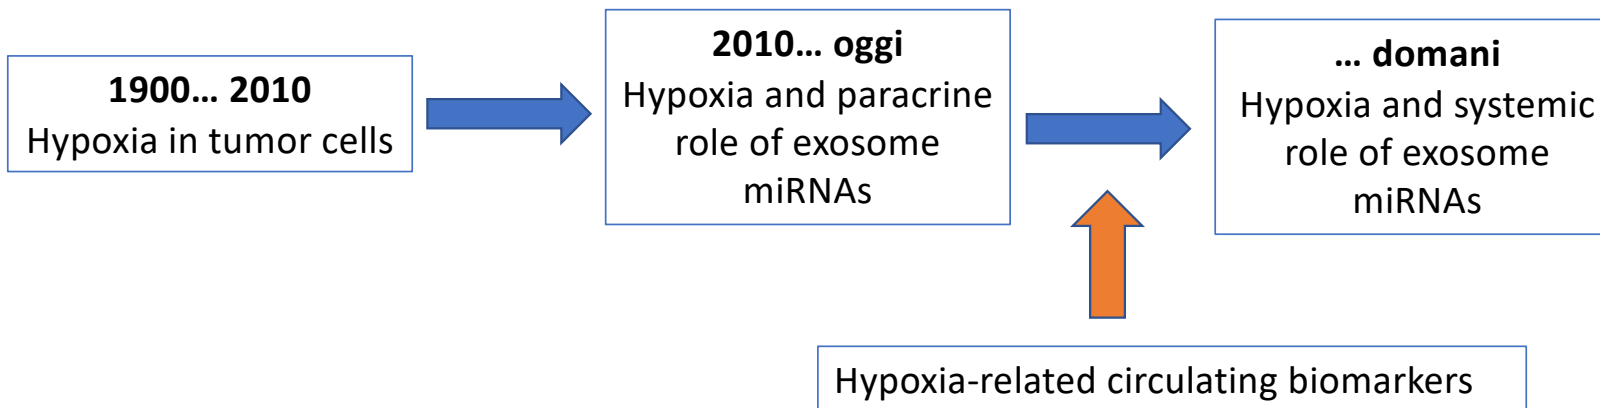 1900... 2010
Hypoxia in tumor cells
2010... oggi
Hypoxia and paracrine
role of exosome
miRNAs
... domani
Hypoxia and systemic
role of exosome
miRNAs
Hypoxia-related circulating biomarkers